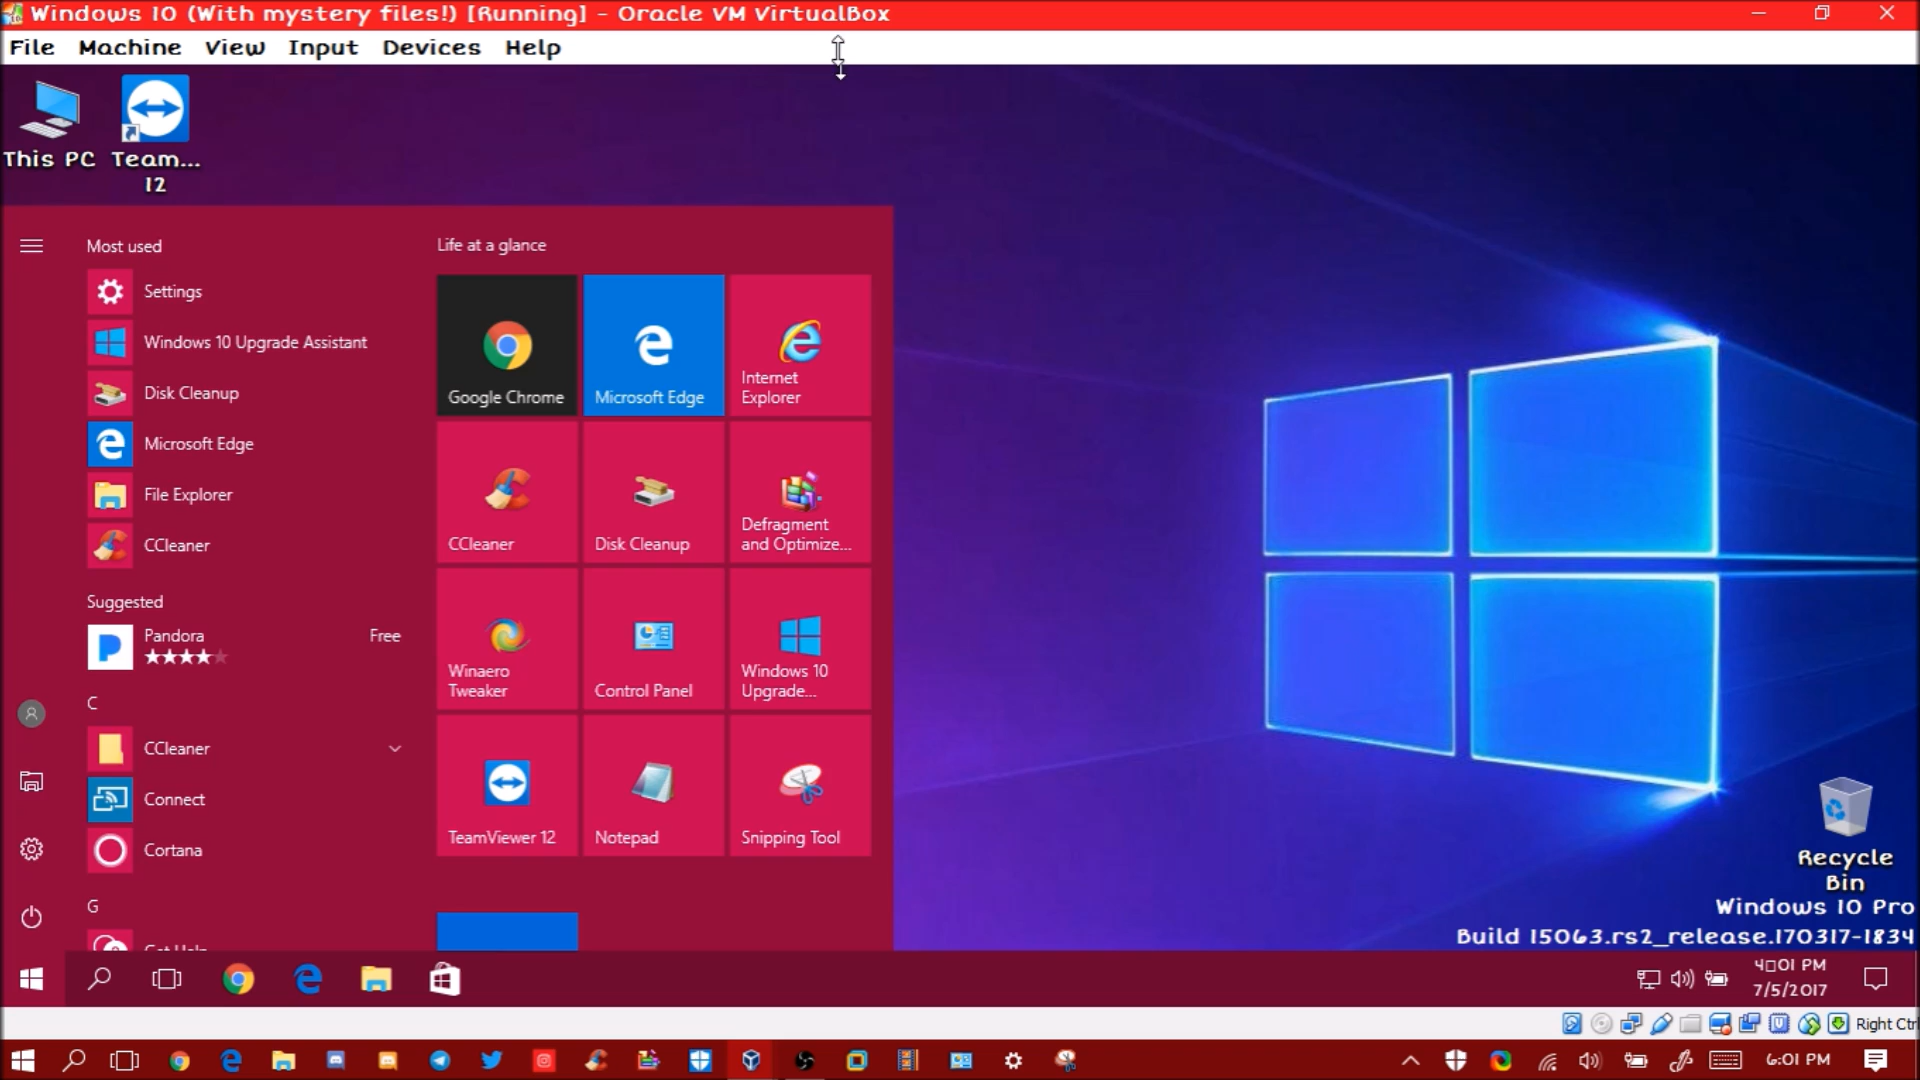 Windows 10 (With mystery files!) [Running] - Oracle VM VirtualBox
File Machine View Input Devices Help
This PC
Team...
12
Most used
Settings
Windows 10 Upgrade Assistant
Disk Cleanup
Microsoft Edge
File Explorer
CCleaner
Suggested
Pandora Free
C
CCleaner
Connect
Cortana
G
Get Help
Life at a glance
Google Chrome
Microsoft Edge
Internet
Explorer
CCleaner
Disk Cleanup
Defragment
and Optimize...
Winaero
Tweaker
Control Panel
Windows 10
Upgrade...
TeamViewer 12
Notepad
Snipping Tool
Recycle
Bin
Windows 10 Pro
Build 15063.rs2_release.170317-1834
4□01 PM
7/5/2017
Right Ctrl
6:01 PM